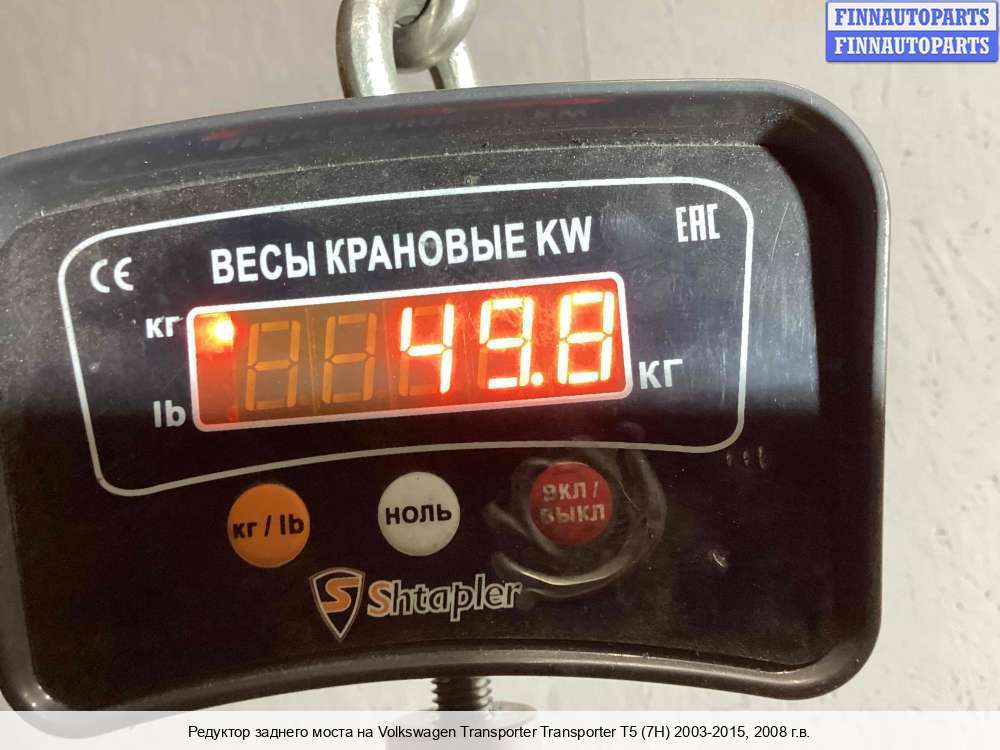 FINNAUTOPARTS
FINNAUTOPARTS
ВЕСЫ КРАНОВЫЕ KW
EAC
CE
кг
49.8
кг
lb
кг / lb
НОЛЬ
ВКЛ /
ВЫКЛ
S Shtapler
Редуктор заднего моста на Volkswagen Transporter Transporter T5 (7H) 2003-2015, 2008 г.в.